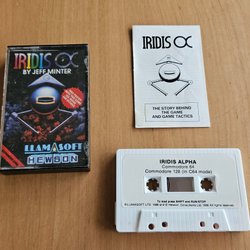 IRIDIS α
BY JEFF MINTER
LLAMASOFT
HEWSON
IRIDIS α
THE STORY BEHIND
THE GAME
AND GAME TACTICS
IRIDIS ALPHA
Commodore 64
Commodore 128 (in C64 mode)
To load press SHIFT and RUN/STOP